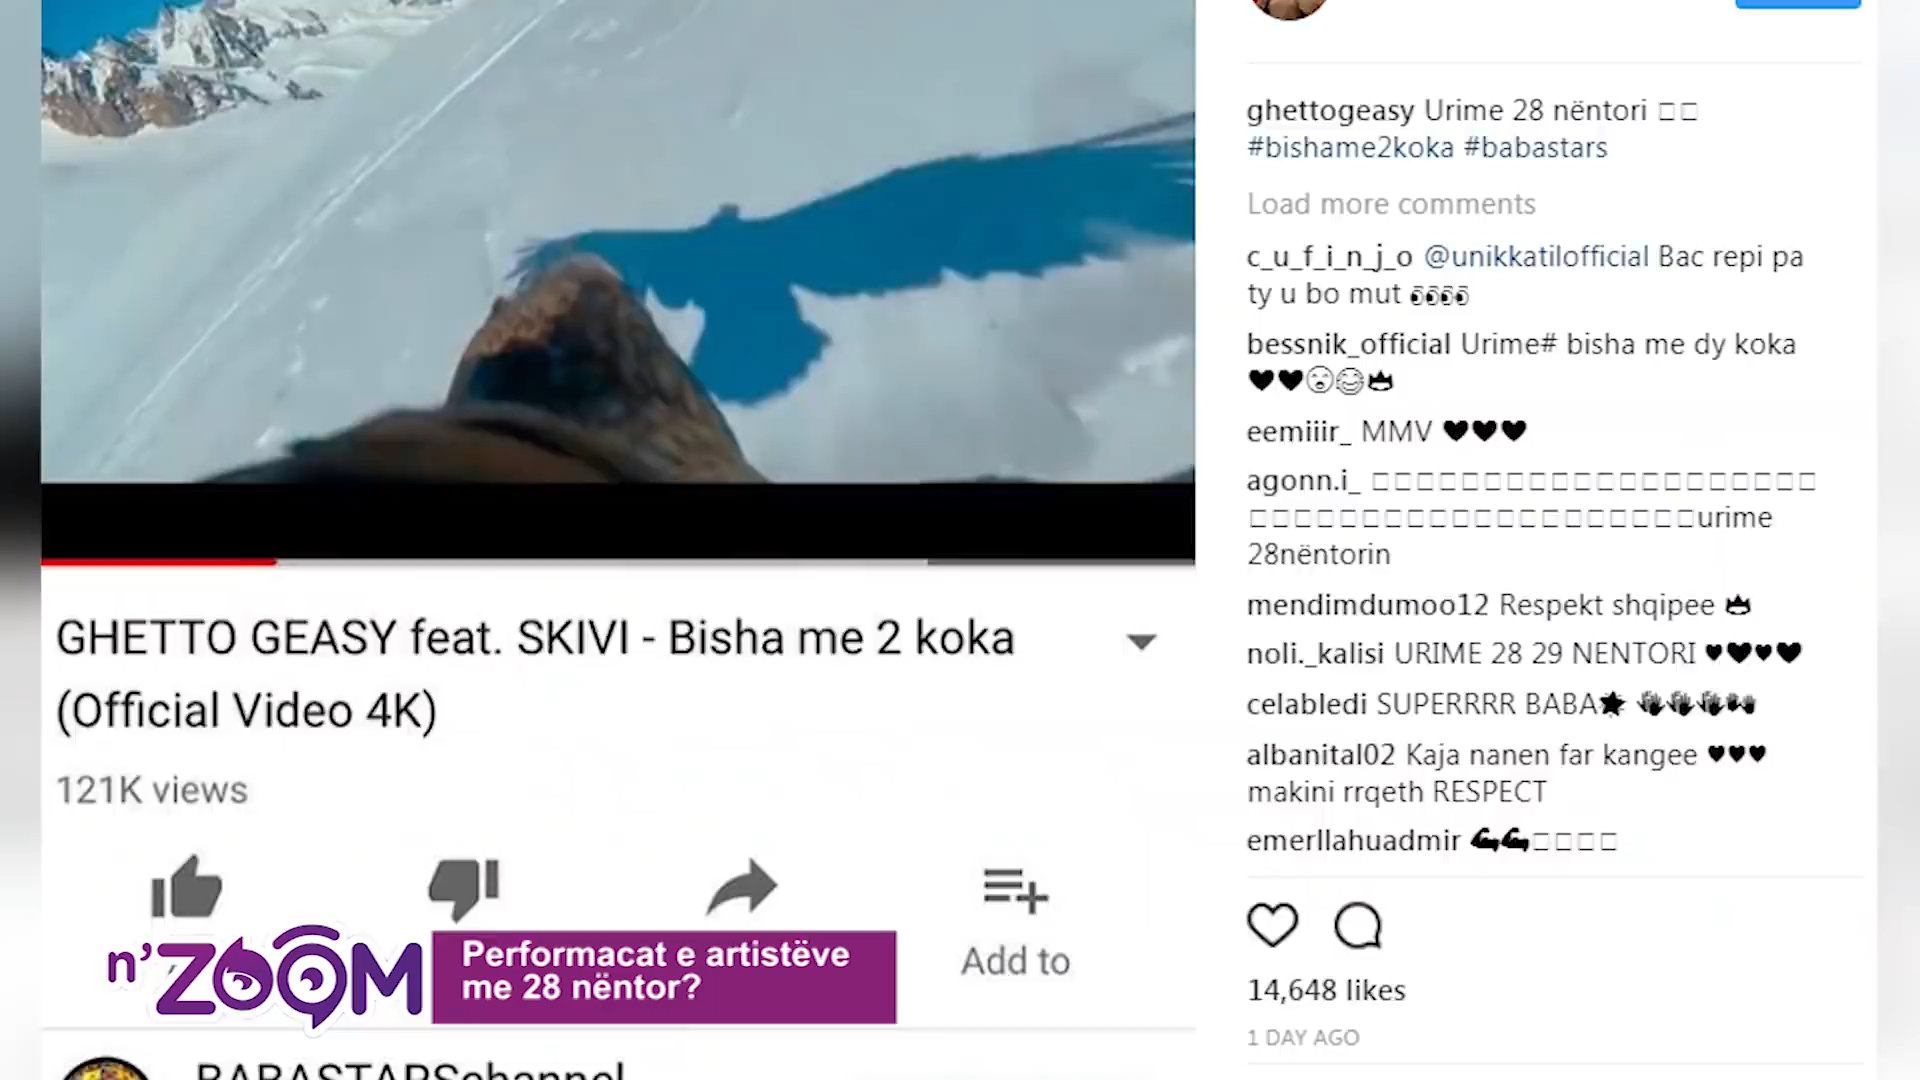 GHETTO GEASY feat. SKIVI - Bisha me 2 koka
(Official Video 4K)
121K views
Add to
n'ZOOM
Performacat e artistëve
me 28 nëntor?
BABASTARSchannel
ghettogeasy Urime 28 nëntori
#bishame2koka #babastars
Load more comments
c_u_f_i_n_j_o @unikkatilofficial Bac repi pa
ty u bo mut
bessnik_official Urime# bisha me dy koka
eemiiir_ MMV
agonn.i_
urime
28nëntorin
mendimdumoo12 Respekt shqipee
noli._kalisi URIME 28 29 NENTORI
celabledi SUPERRRR BABA
albanital02 Kaja nanen far kangee
makini rrqeth RESPECT
emerllahuadmir
14,648 likes
1 DAY AGO